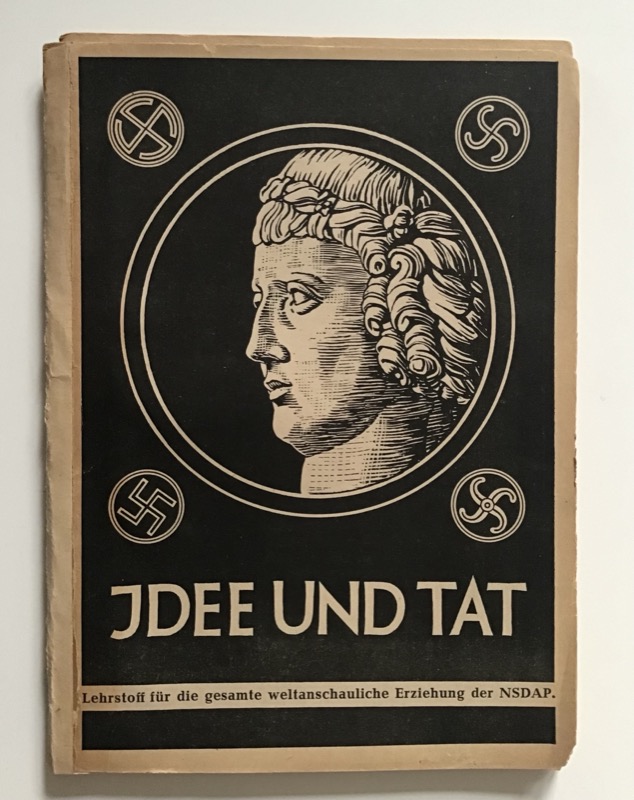 JDEE UND TAT
Lehrstoff für die gesamte weltanschauliche Erziehung der NSDAP.